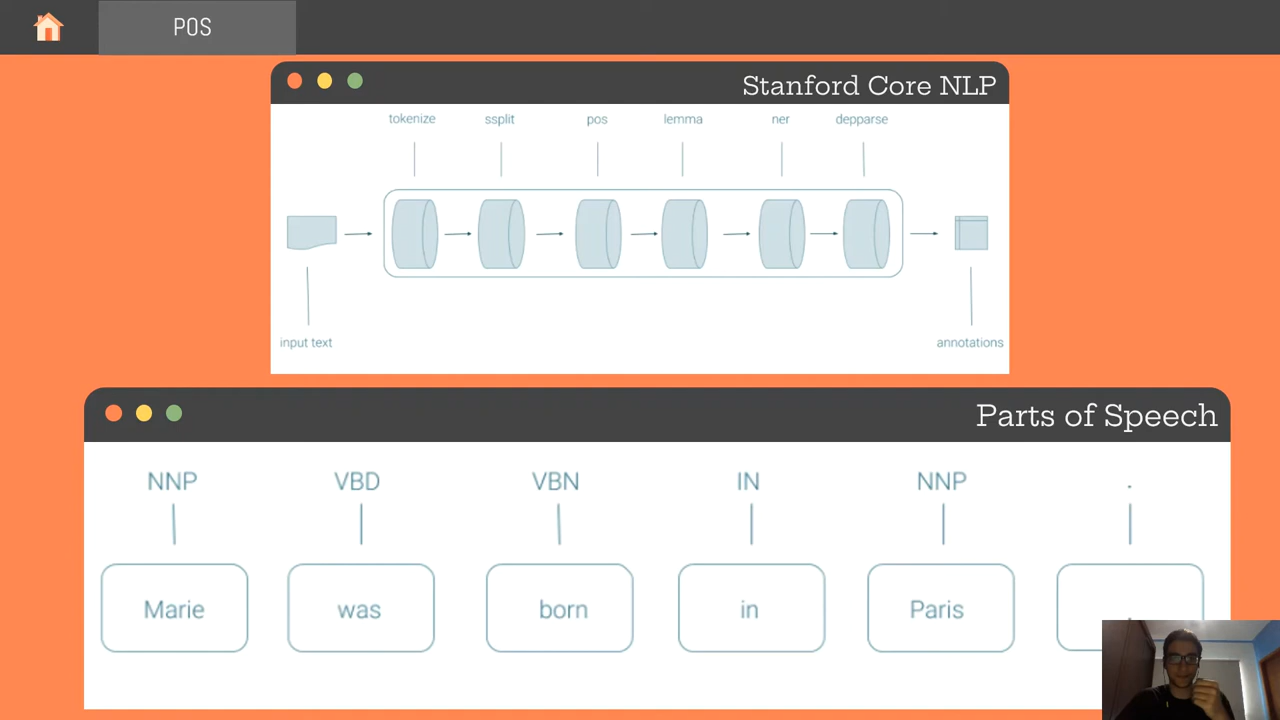 POS
Stanford Core NLP
tokenize ssplit pos lemma ner depparse
input text annotations
Parts of Speech
NNP VBD VBN IN NNP .
Marie was born in Paris .